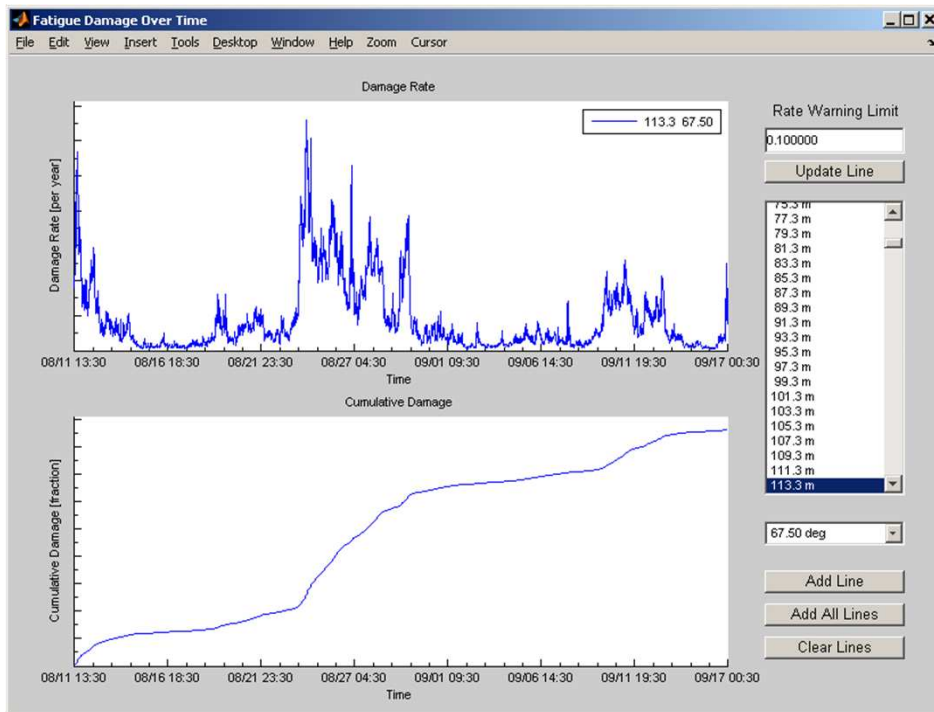 Fatigue Damage Over Time
File Edit View Insert Tools Desktop Window Help Zoom Cursor
Damage Rate
113.3 67.50
Damage Rate [per year]
08/11 13:30 08/16 18:30 08/21 23:30 08/27 04:30 09/01 09:30 09/06 14:30 09/11 19:30 09/17 00:30
Time
Cumulative Damage
Cumulative Damage [fraction]
08/11 13:30 08/16 18:30 08/21 23:30 08/27 04:30 09/01 09:30 09/06 14:30 09/11 19:30 09/17 00:30
Time
Rate Warning Limit
0.100000
Update Line
75.3 m
77.3 m
79.3 m
81.3 m
83.3 m
85.3 m
87.3 m
89.3 m
91.3 m
93.3 m
95.3 m
97.3 m
99.3 m
101.3 m
103.3 m
105.3 m
107.3 m
109.3 m
111.3 m
113.3 m
67.50 deg
Add Line
Add All Lines
Clear Lines